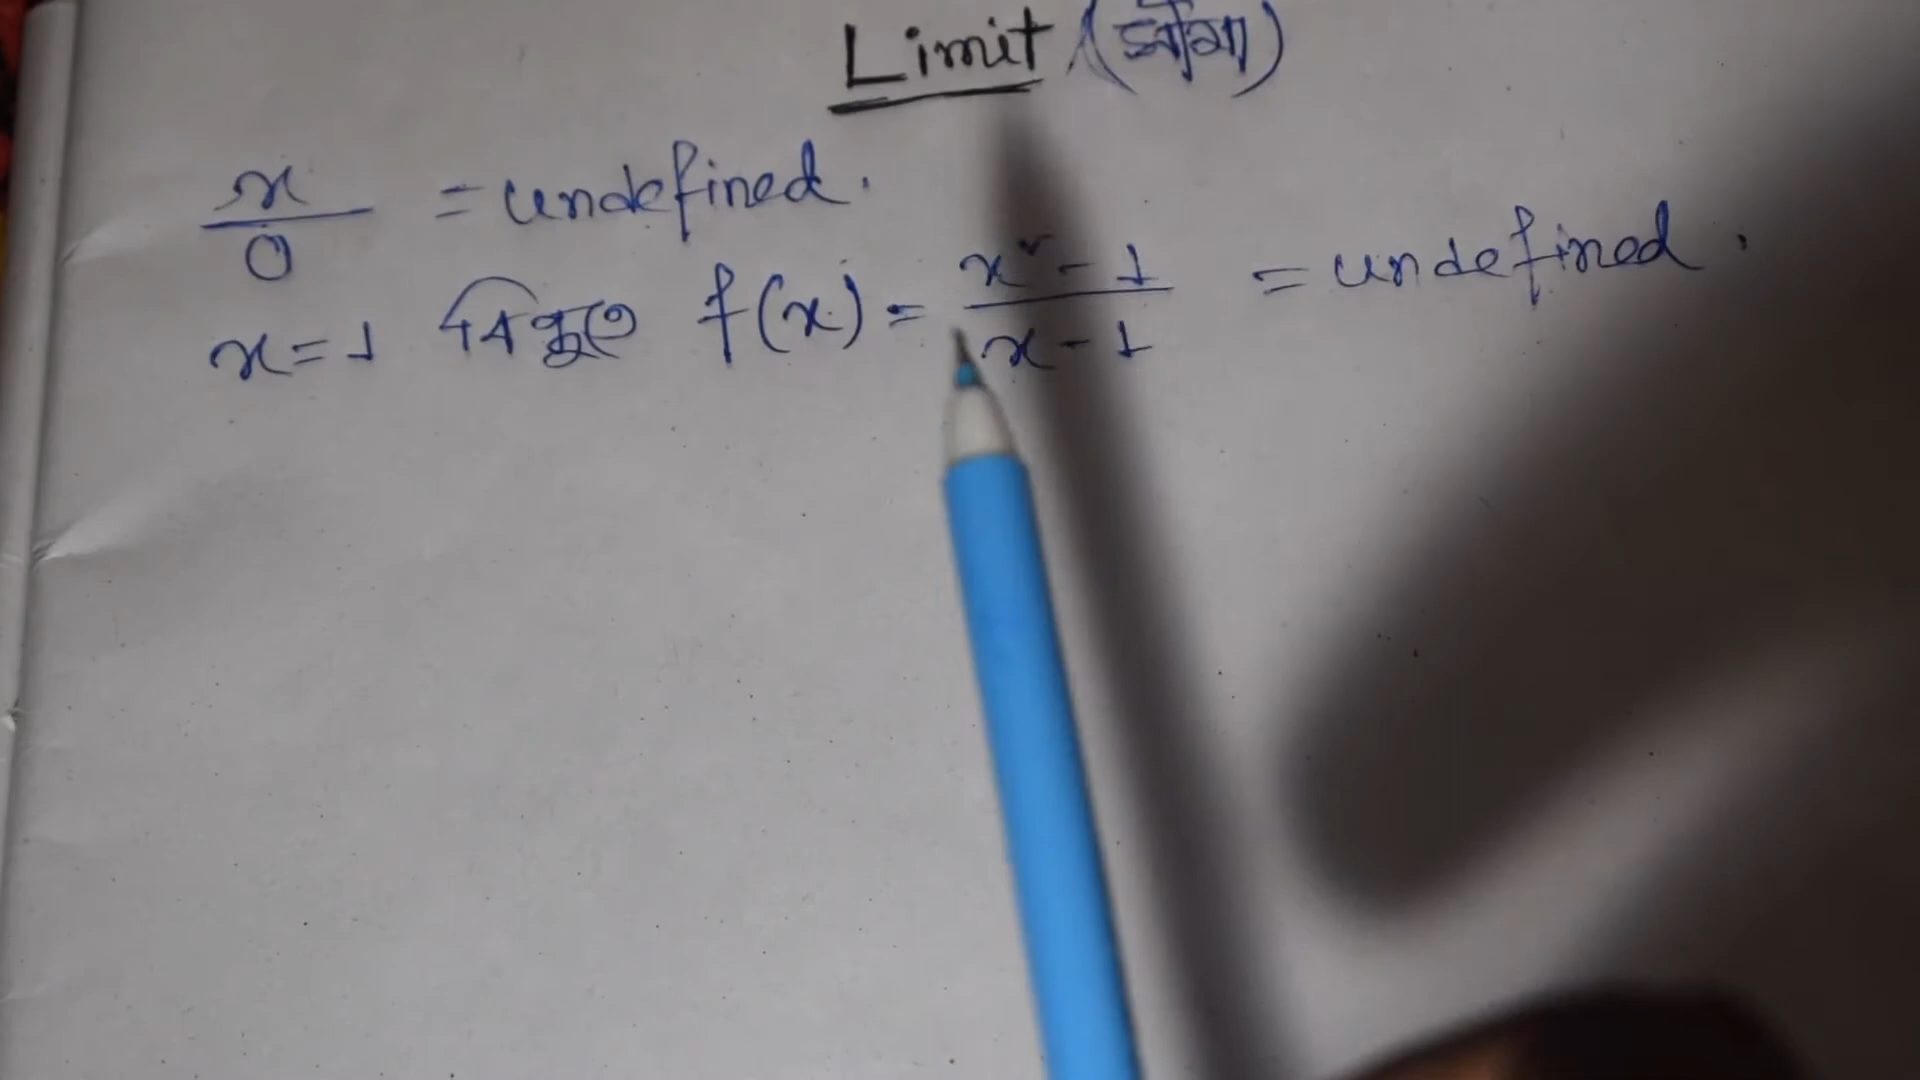 Limit (সীমা)
x/0 = undefined.
x=1 বিন্দুতে f(x) = x²-1/x-1 = undefined.